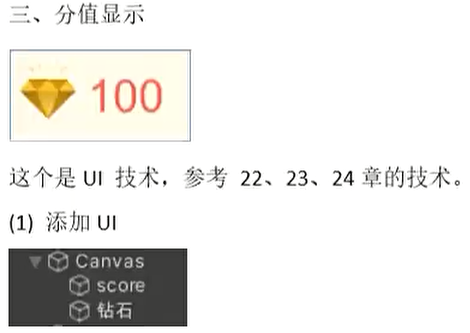 三、分值显示
100
这个是 UI 技术，参考 22、23、24 章的技术。
(1) 添加 UI
Canvas
score
钻石